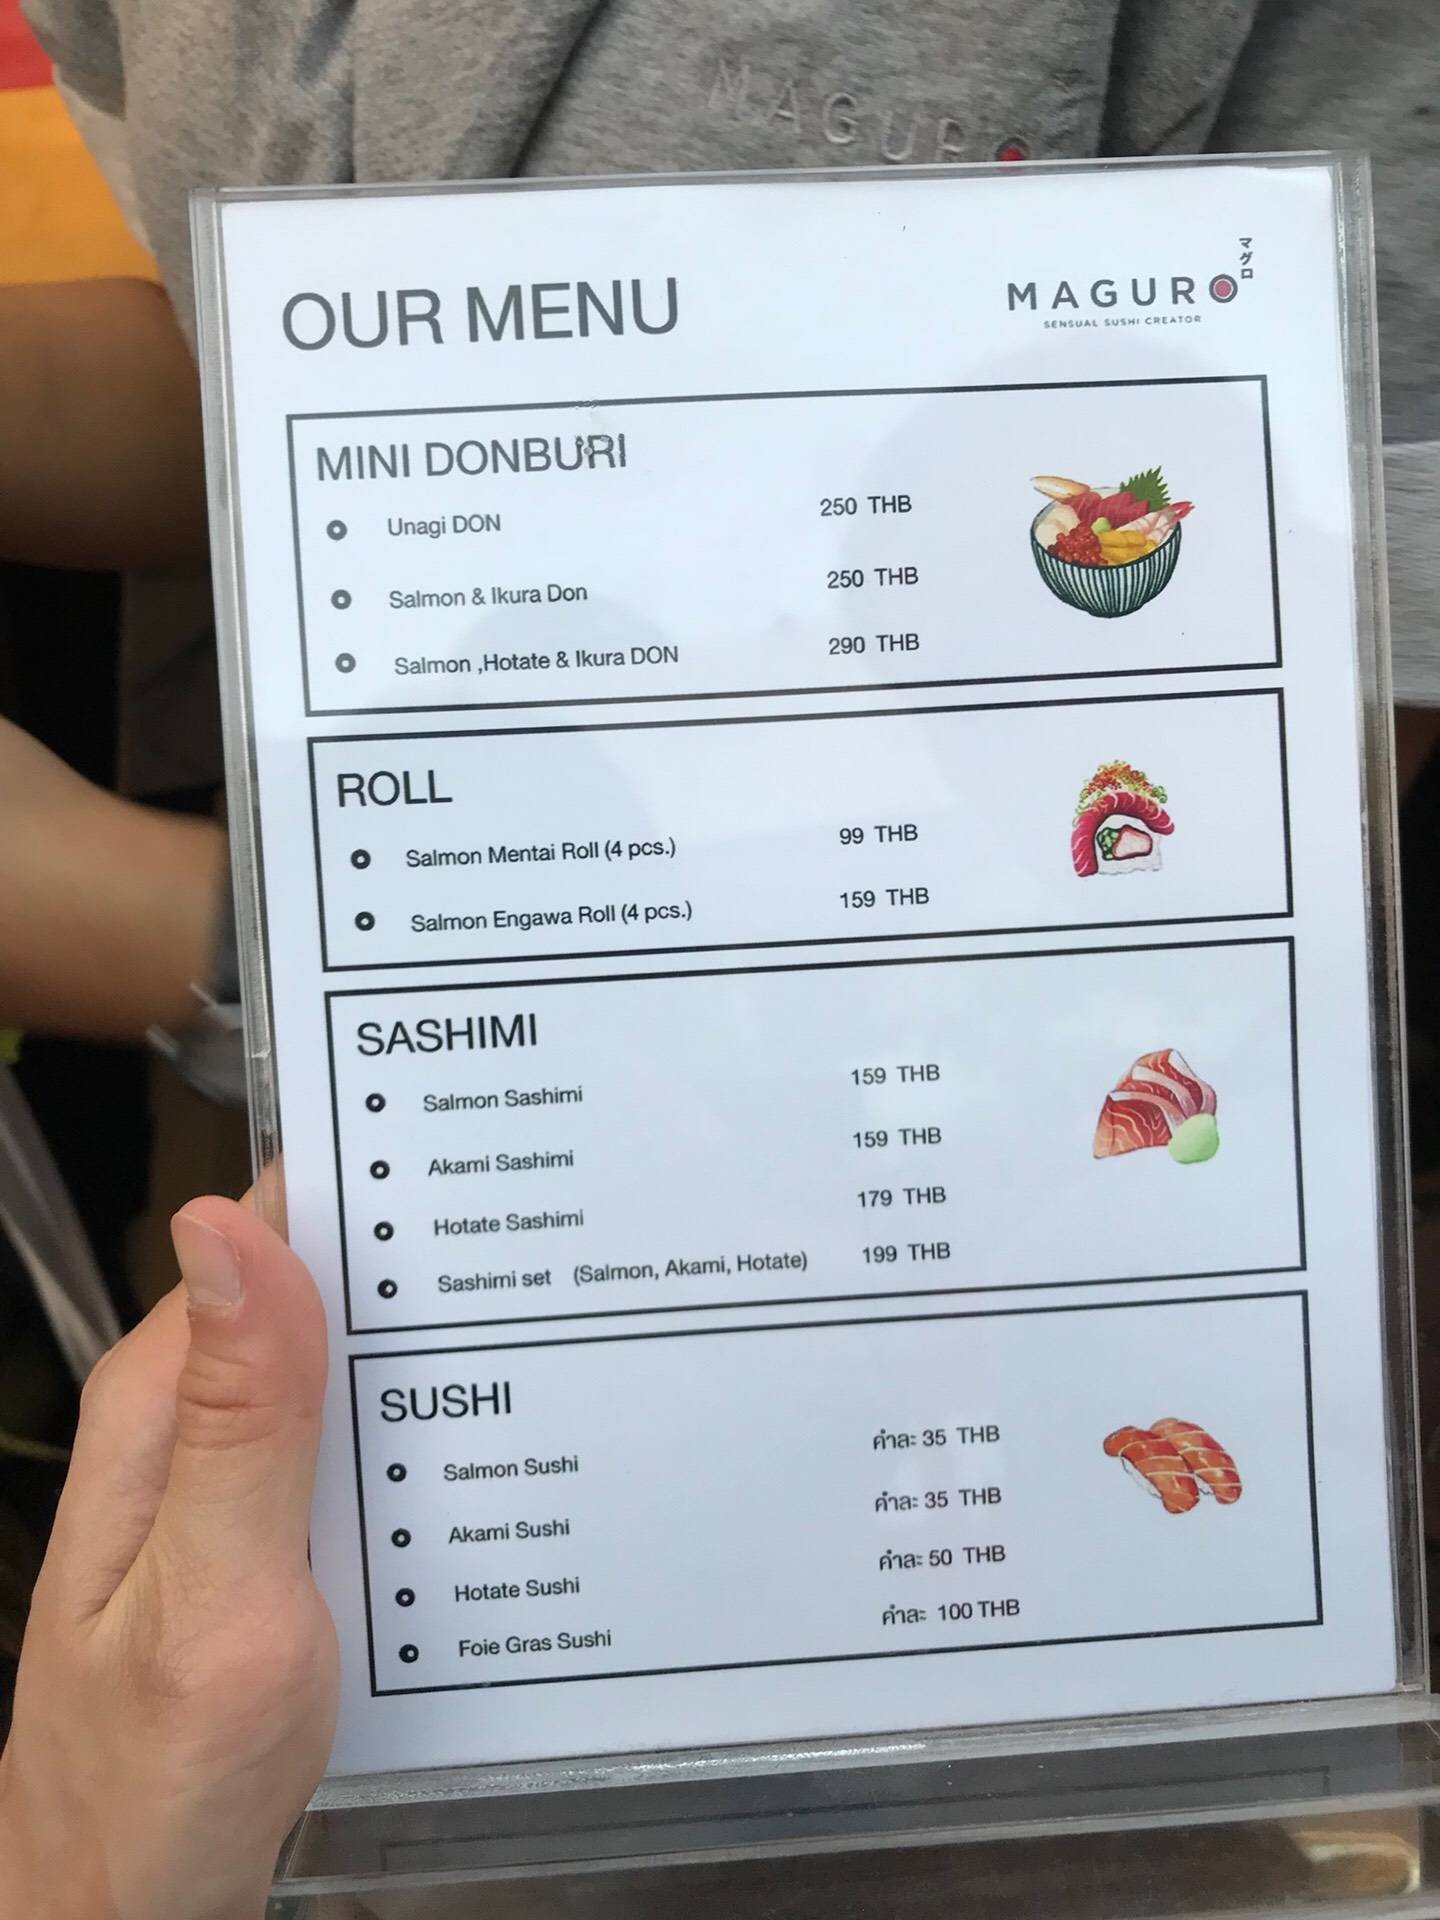 MAGURO
OUR MENU
マグロ
MAGURO
SENSUAL SUSHI CREATOR
MINI DONBURI
Unagi DON 250 THB
Salmon & Ikura Don 250 THB
Salmon ,Hotate & Ikura DON 290 THB
ROLL
Salmon Mentai Roll (4 pcs.) 99 THB
Salmon Engawa Roll (4 pcs.) 159 THB
SASHIMI
Salmon Sashimi 159 THB
Akami Sashimi 159 THB
Hotate Sashimi 179 THB
Sashimi set (Salmon, Akami, Hotate) 199 THB
SUSHI
Salmon Sushi คำละ 35 THB
Akami Sushi คำละ 35 THB
Hotate Sushi คำละ 50 THB
Foie Gras Sushi คำละ 100 THB